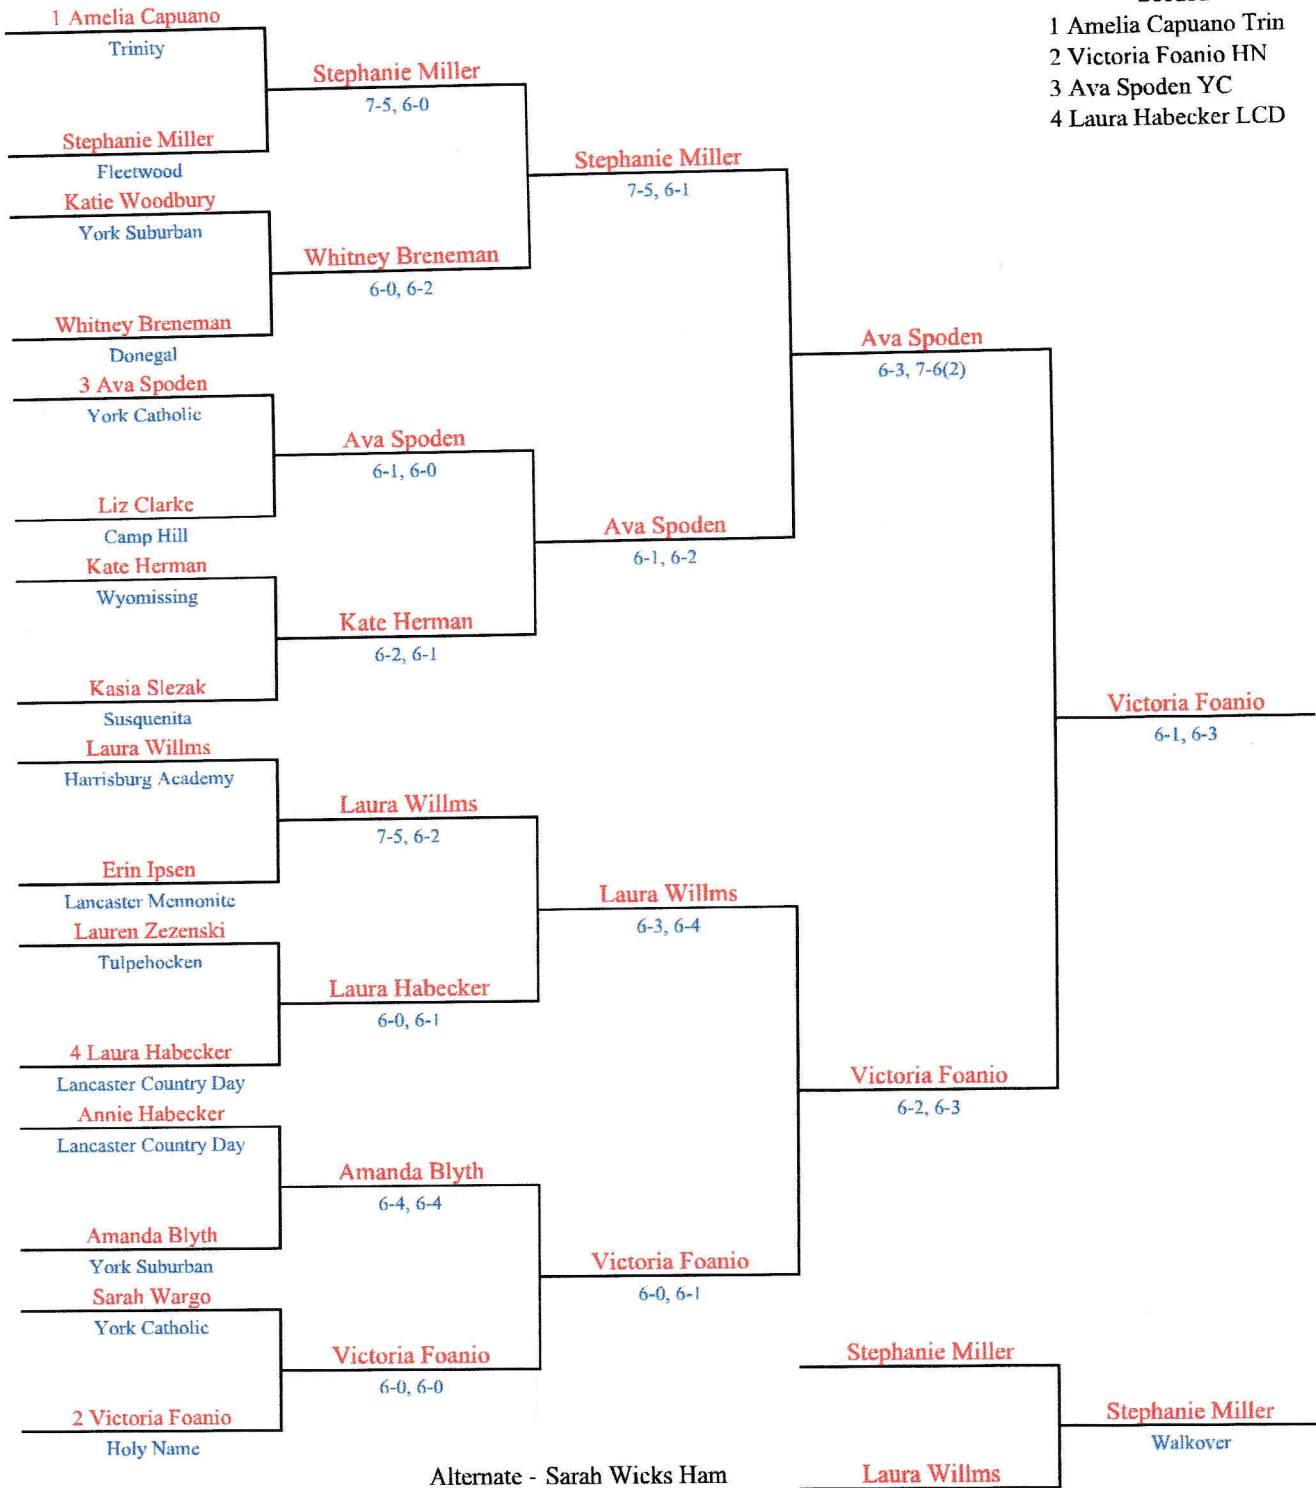 1 Amelia Capuano
Trinity
Stephanie Miller
Fleetwood
Katie Woodbury
York Suburban
Whitney Breneman
Donegal
3 Ava Spoden
York Catholic
Liz Clarke
Camp Hill
Kate Herman
Wyomissing
Kasia Slezak
Susquenita
Laura Willms
Harrisburg Academy
Erin Ipsen
Lancaster Mennonite
Lauren Zezenski
Tulpehocken
4 Laura Habecker
Lancaster Country Day
Annie Habecker
Lancaster Country Day
Amanda Blyth
York Suburban
Sarah Wargo
York Catholic
2 Victoria Foanio
Holy Name
Stephanie Miller
7-5, 6-0
Whitney Breneman
6-0, 6-2
Ava Spoden
6-1, 6-0
Kate Herman
6-2, 6-1
Laura Willms
7-5, 6-2
Laura Habecker
6-0, 6-1
Amanda Blyth
6-4, 6-4
Victoria Foanio
6-0, 6-0
Stephanie Miller
7-5, 6-1
Ava Spoden
6-1, 6-2
Laura Willms
6-3, 6-4
Victoria Foanio
6-0, 6-1
Ava Spoden
6-3, 7-6(2)
Victoria Foanio
6-2, 6-3
Victoria Foanio
6-1, 6-3
1 Amelia Capuano Trin
2 Victoria Foanio HN
3 Ava Spoden YC
4 Laura Habecker LCD
Stephanie Miller
Laura Willms
Stephanie Miller
Walkover
Alternate - Sarah Wicks Ham